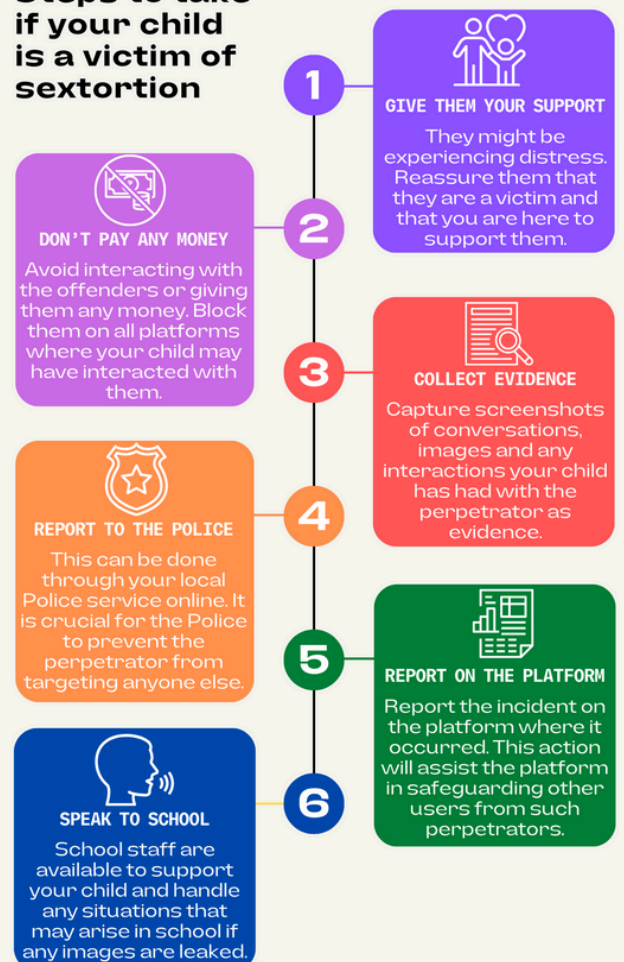 Steps to take
if your child
is a victim of
sextortion
1
GIVE THEM YOUR SUPPORT
They might be
experiencing distress.
Reassure them that
they are a victim and
that you are here to
support them.
2
DON'T PAY ANY MONEY
Avoid interacting with
the offenders or giving
them any money. Block
them on all platforms
where your child may
have interacted with
them.
3
COLLECT EVIDENCE
Capture screenshots
of conversations,
images and any
interactions your child
has had with the
perpetrator as
evidence.
4
REPORT TO THE POLICE
This can be done
through your local
Police service online. It
is crucial for the Police
to prevent the
perpetrator from
targeting anyone else.
5
REPORT ON THE PLATFORM
Report the incident on
the platform where it
occurred. This action
will assist the platform
in safeguarding other
users from such
perpetrators.
6
SPEAK TO SCHOOL
School staff are
available to support
your child and handle
any situations that
may arise in school if
any images are leaked.